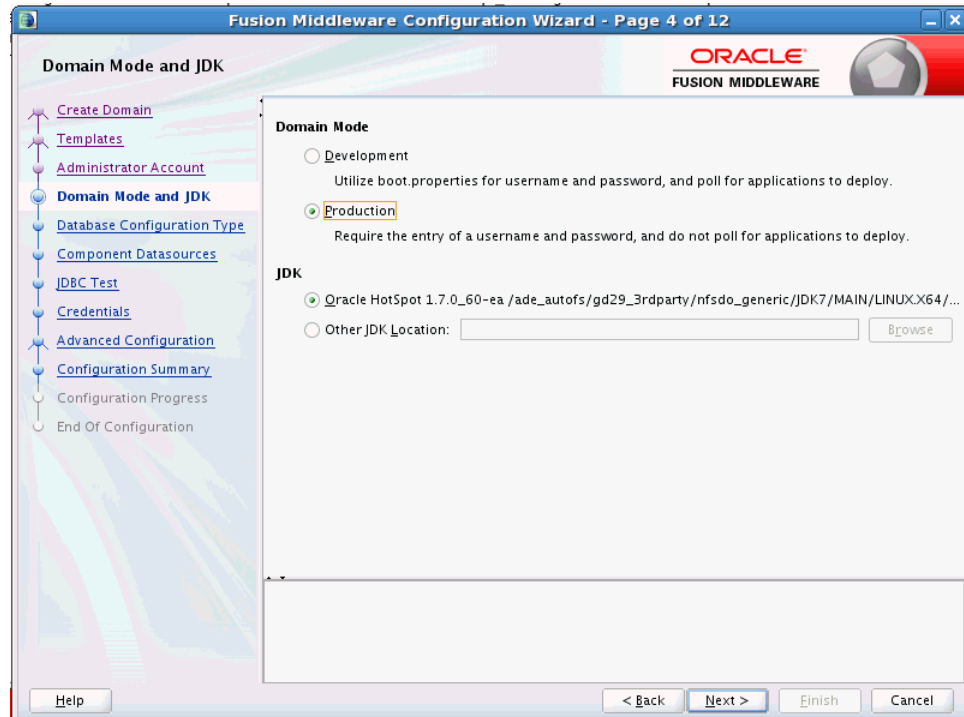 Fusion Middleware Configuration Wizard - Page 4 of 12
Domain Mode and JDK
ORACLE
FUSION MIDDLEWARE
Create Domain
Templates
Administrator Account
Domain Mode and JDK
Database Configuration Type
Component Datasources
JDBC Test
Credentials
Advanced Configuration
Configuration Summary
Configuration Progress
End Of Configuration
Domain Mode
Development
Utilize boot.properties for username and password, and poll for applications to deploy.
Production
Require the entry of a username and password, and do not poll for applications to deploy.
JDK
Oracle HotSpot 1.7.0_60-ea /ade_autofs/gd29_3rdparty/nfsdo_generic/JDK7/MAIN/LINUX.X64/...
Other JDK Location:
Browse
Help
< Back
Next >
Finish
Cancel